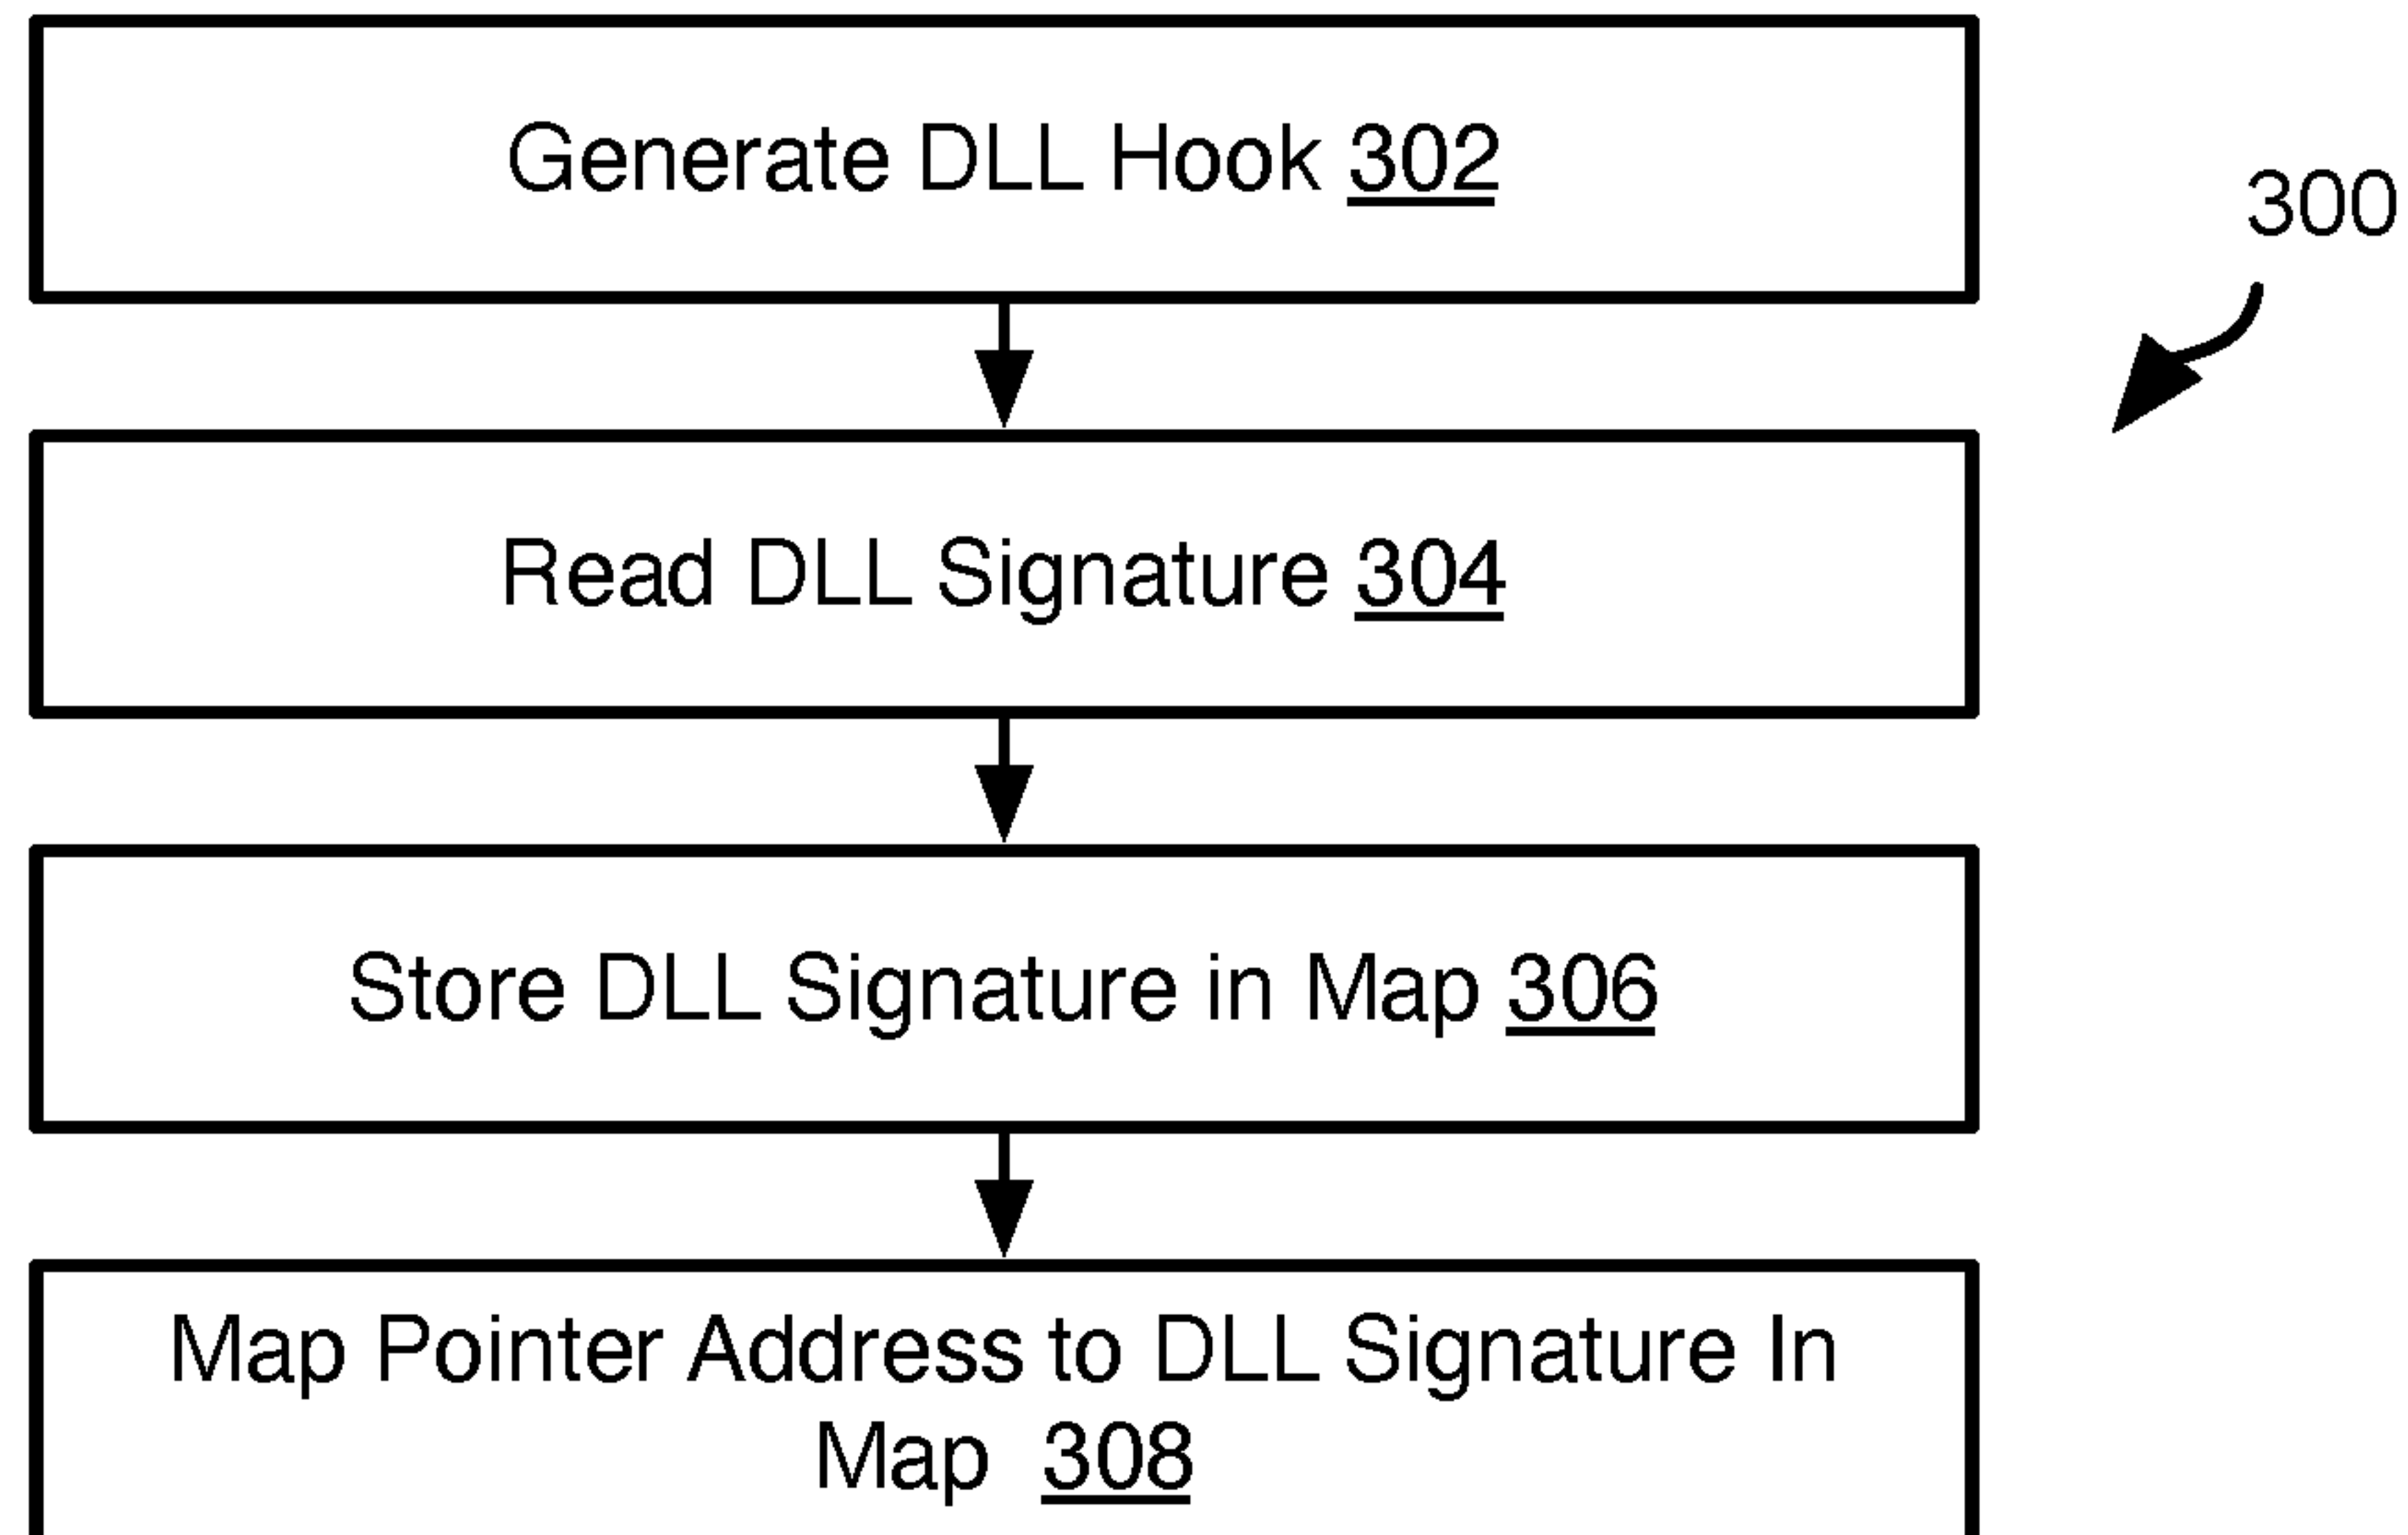 Generate DLL Hook 302
300
Read DLL Signature 304
Store DLL Signature in Map 306
Map Pointer Address to DLL Signature In
Map 308